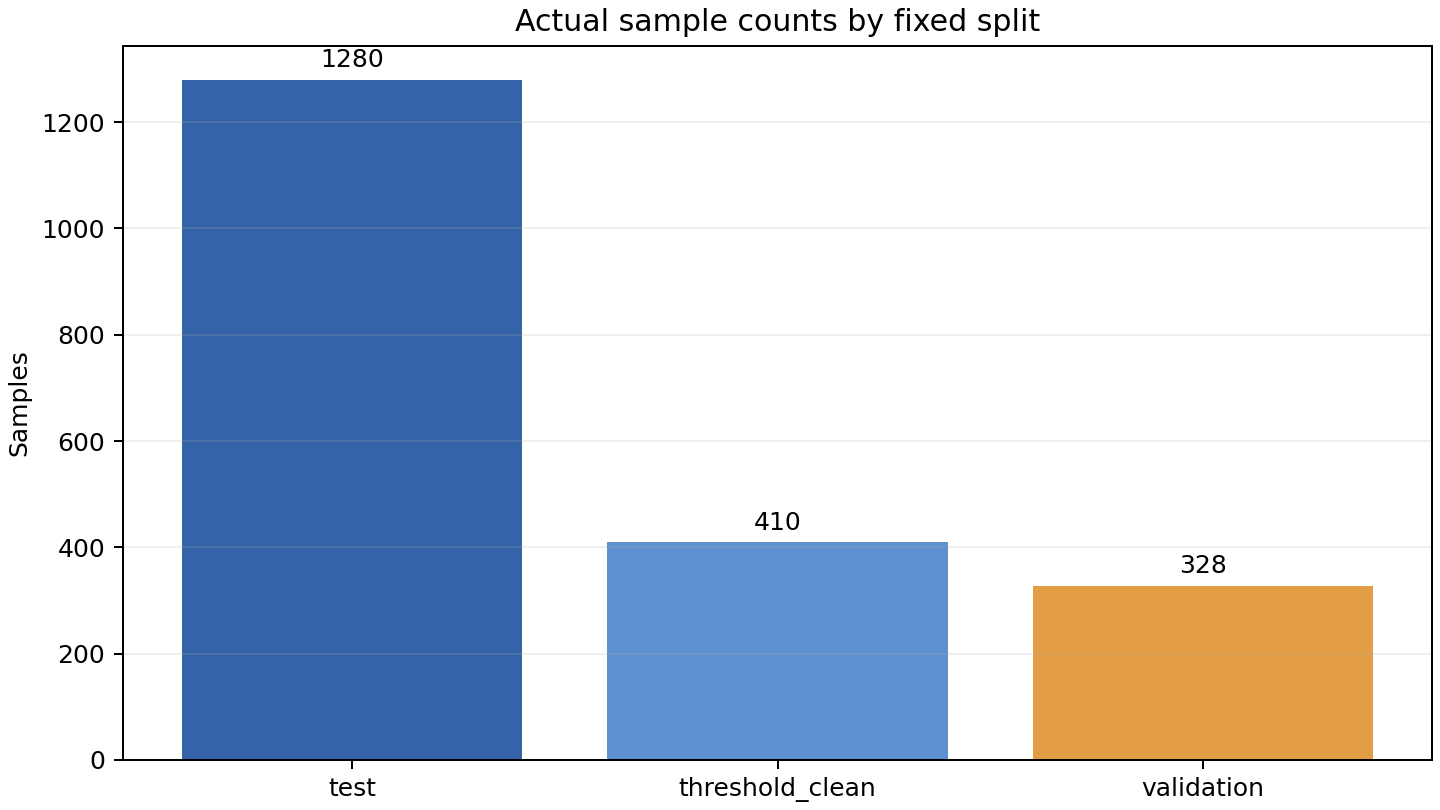 Actual sample counts by fixed split
Samples
1200
1000
800
600
400
200
0
1280
410
328
test
threshold_clean
validation